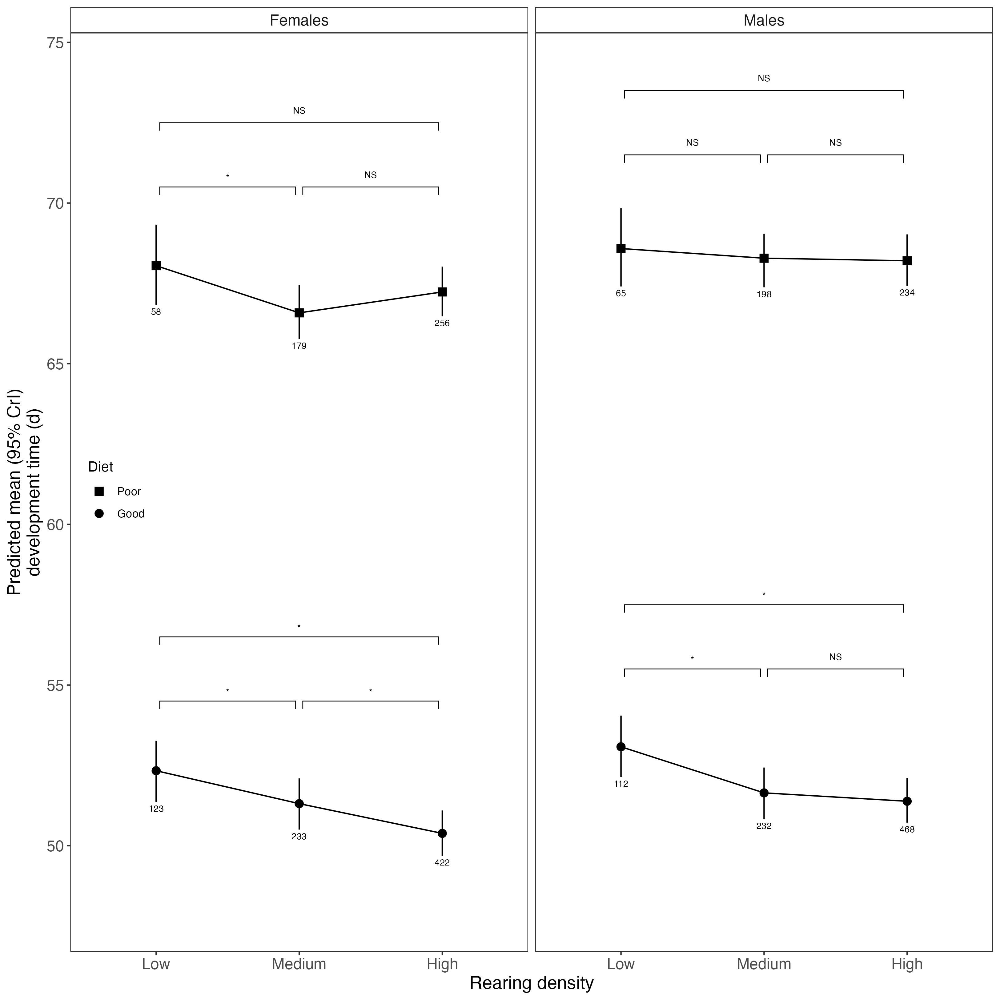 Females
Males
75
70
65
60
55
50
Predicted mean (95% CrI)
development time (d)
NS
*
NS
58
179
256
Diet
Poor
Good
*
*
*
123
233
422
NS
NS
NS
65
198
234
*
*
NS
112
232
468
Low
Medium
High
Low
Medium
High
Rearing density